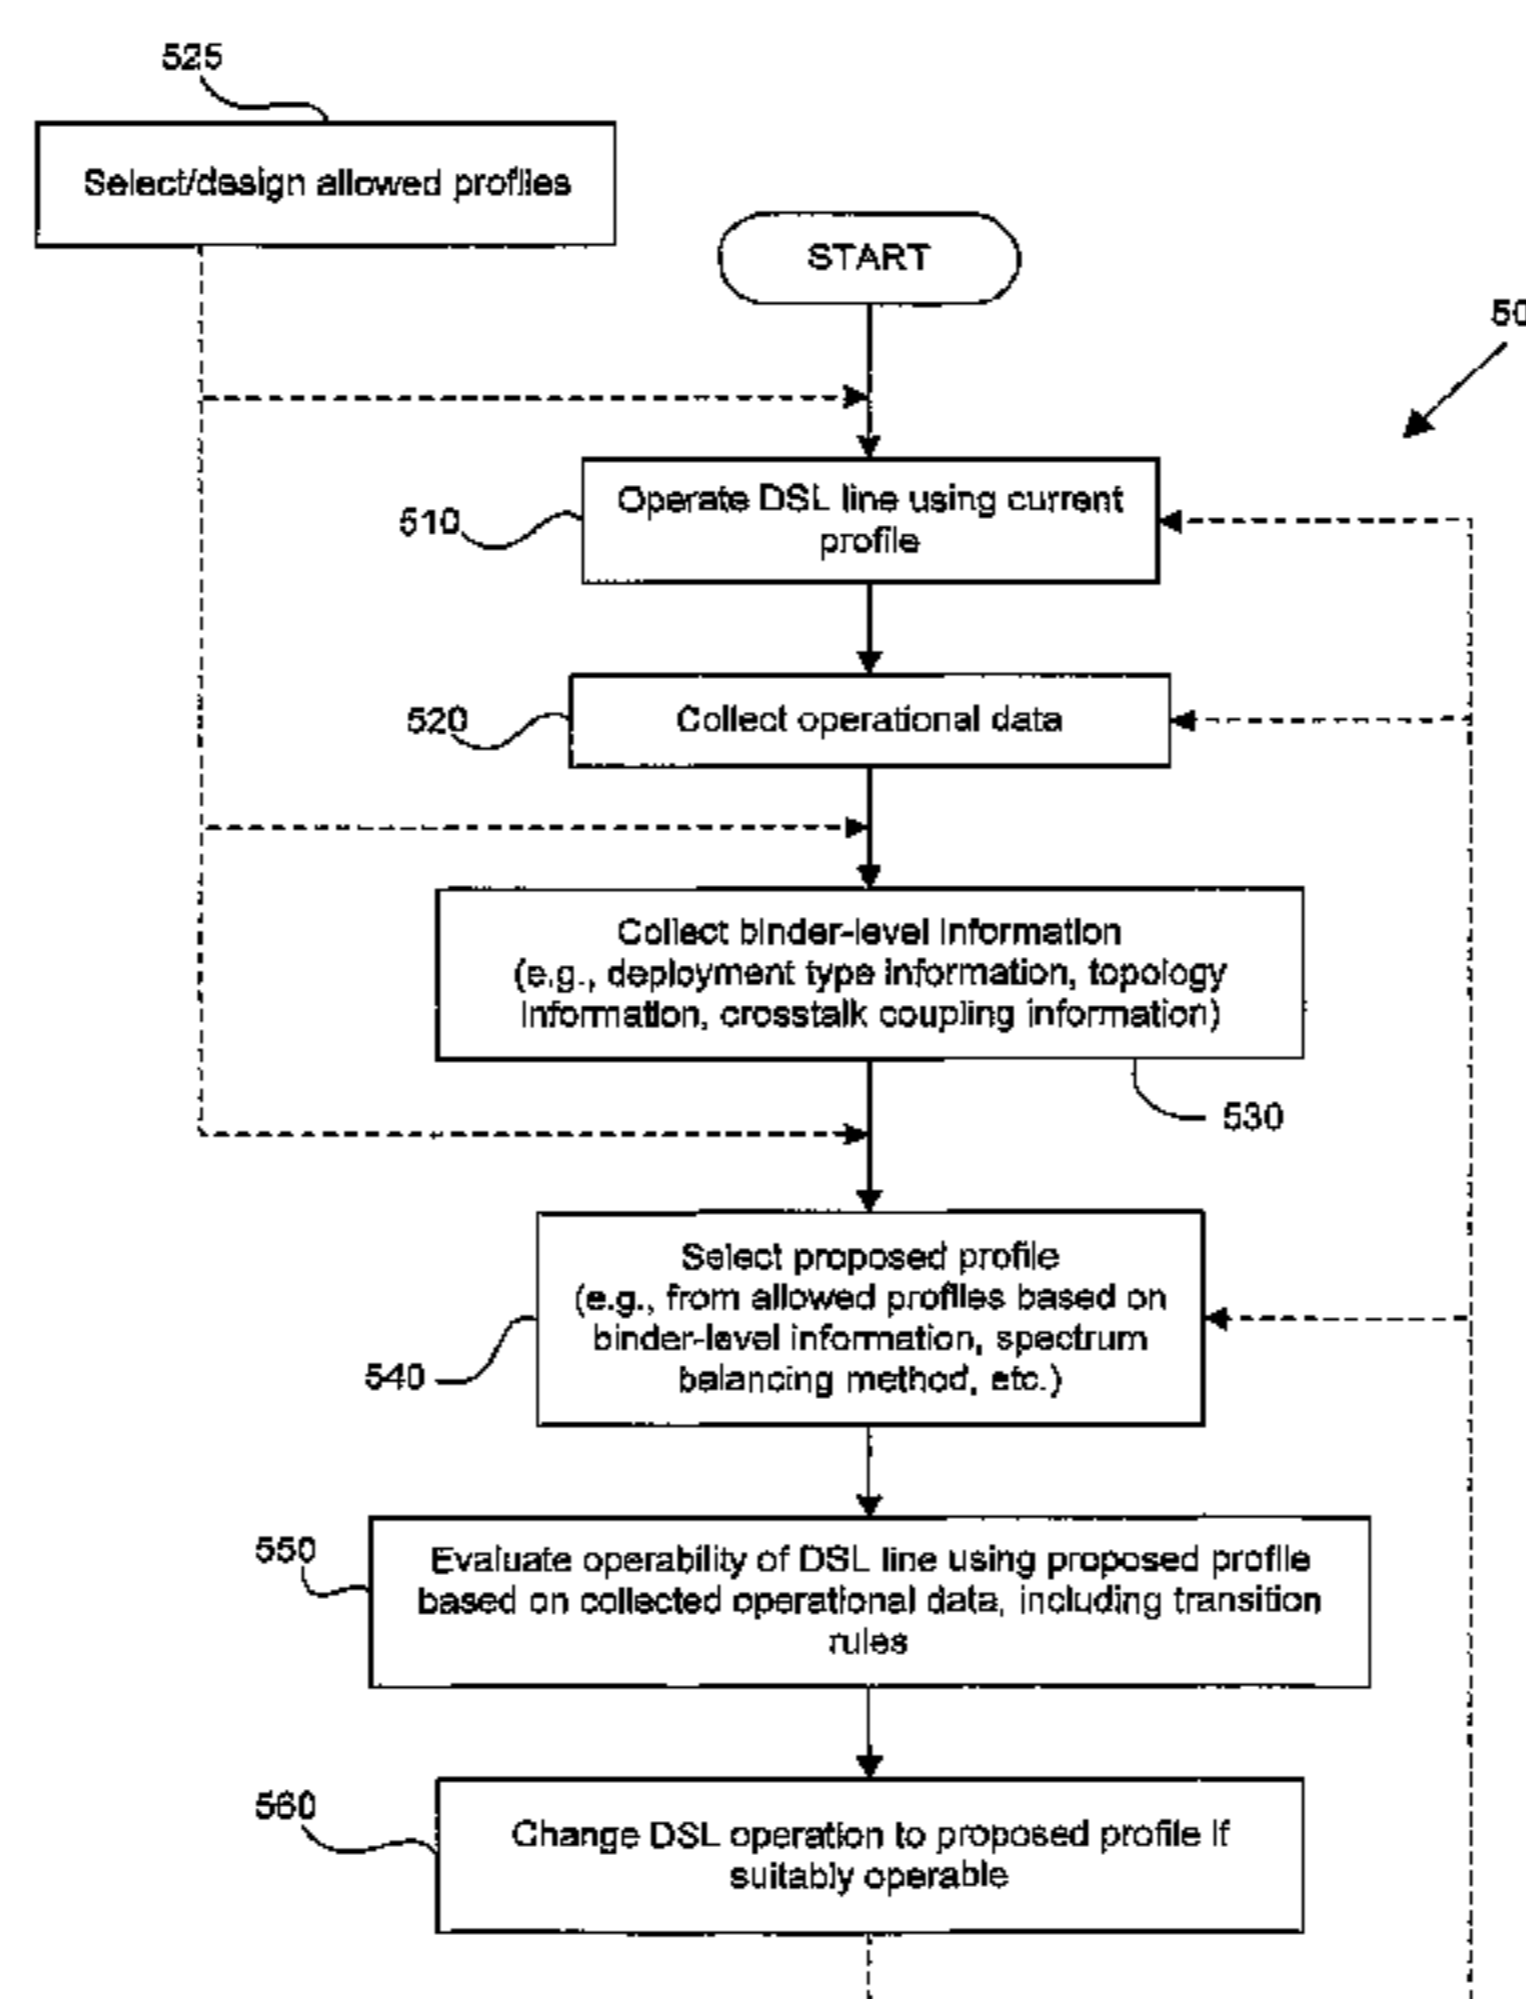 525
Select/design allowed profiles
START
50
Operate DSL line using current
profile
510
Collect operational data
520
Collect binder-level information
(e.g., deployment type information, topology
information, crosstalk coupling information)
530
Select proposed profile
(e.g., from allowed profiles based on
binder-level information, spectrum
balancing method, etc.)
540
550
Evaluate operability of DSL line using proposed profile
based on collected operational data, including transition
rules
560
Change DSL operation to proposed profile if
suitably operable